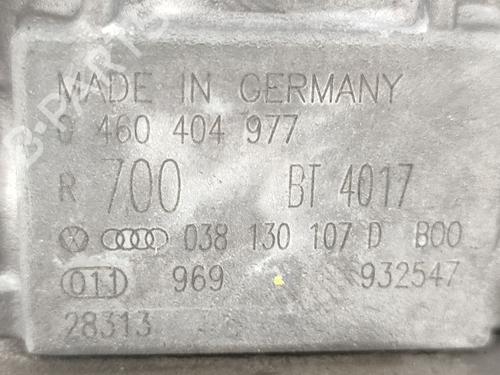 MADE IN GERMANY
0 460 404 977
R 700 BT 4017
038 130 107 D B00
011 969 932547
28313
B-PARTS